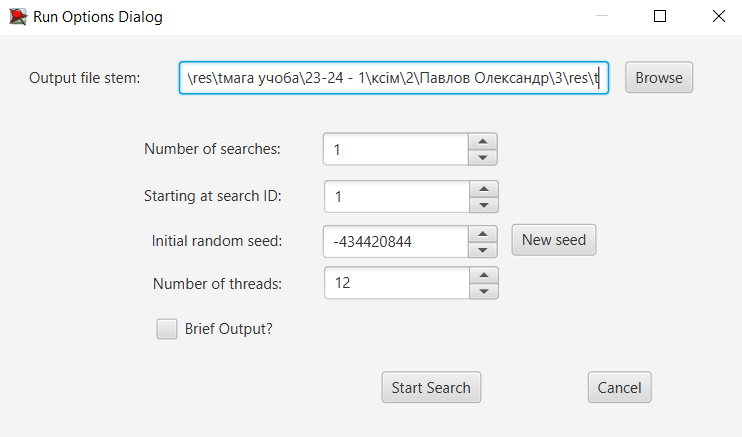 Run Options Dialog
Output file stem: \res\tмага учоба\23-24 - 1\ксім\2\Павлов Олександр\3\res\t Browse
Number of searches: 1
Starting at search ID: 1
Initial random seed: -434420844 New seed
Number of threads: 12
Brief Output?
Start Search Cancel